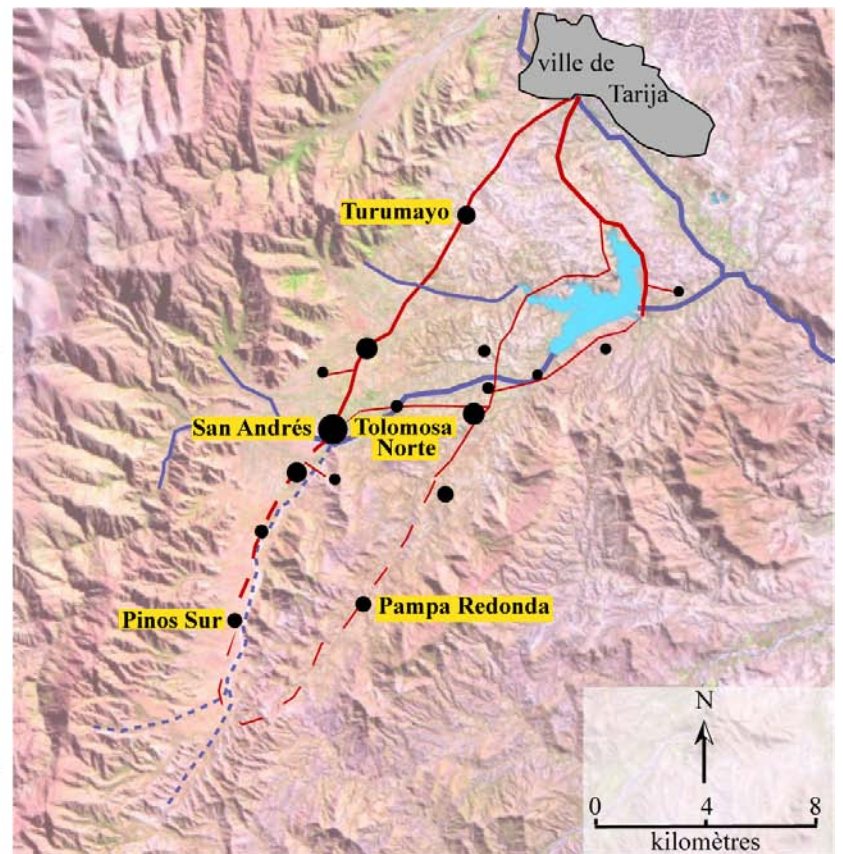 ville de
Tarija
Turumayo
San Andrés
Tolomosa
Norte
Pinos Sur
Pampa Redonda
N
0 4 8
kilomètres